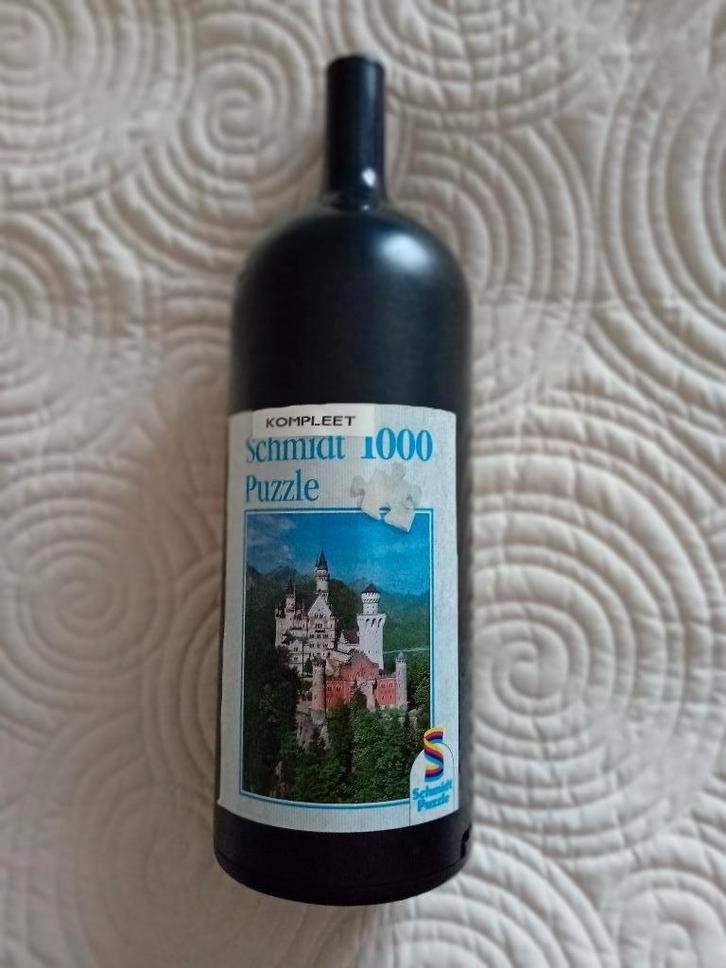 KOMPLEET
Schmidt 1000
Puzzle
Schmidt
Puzzle